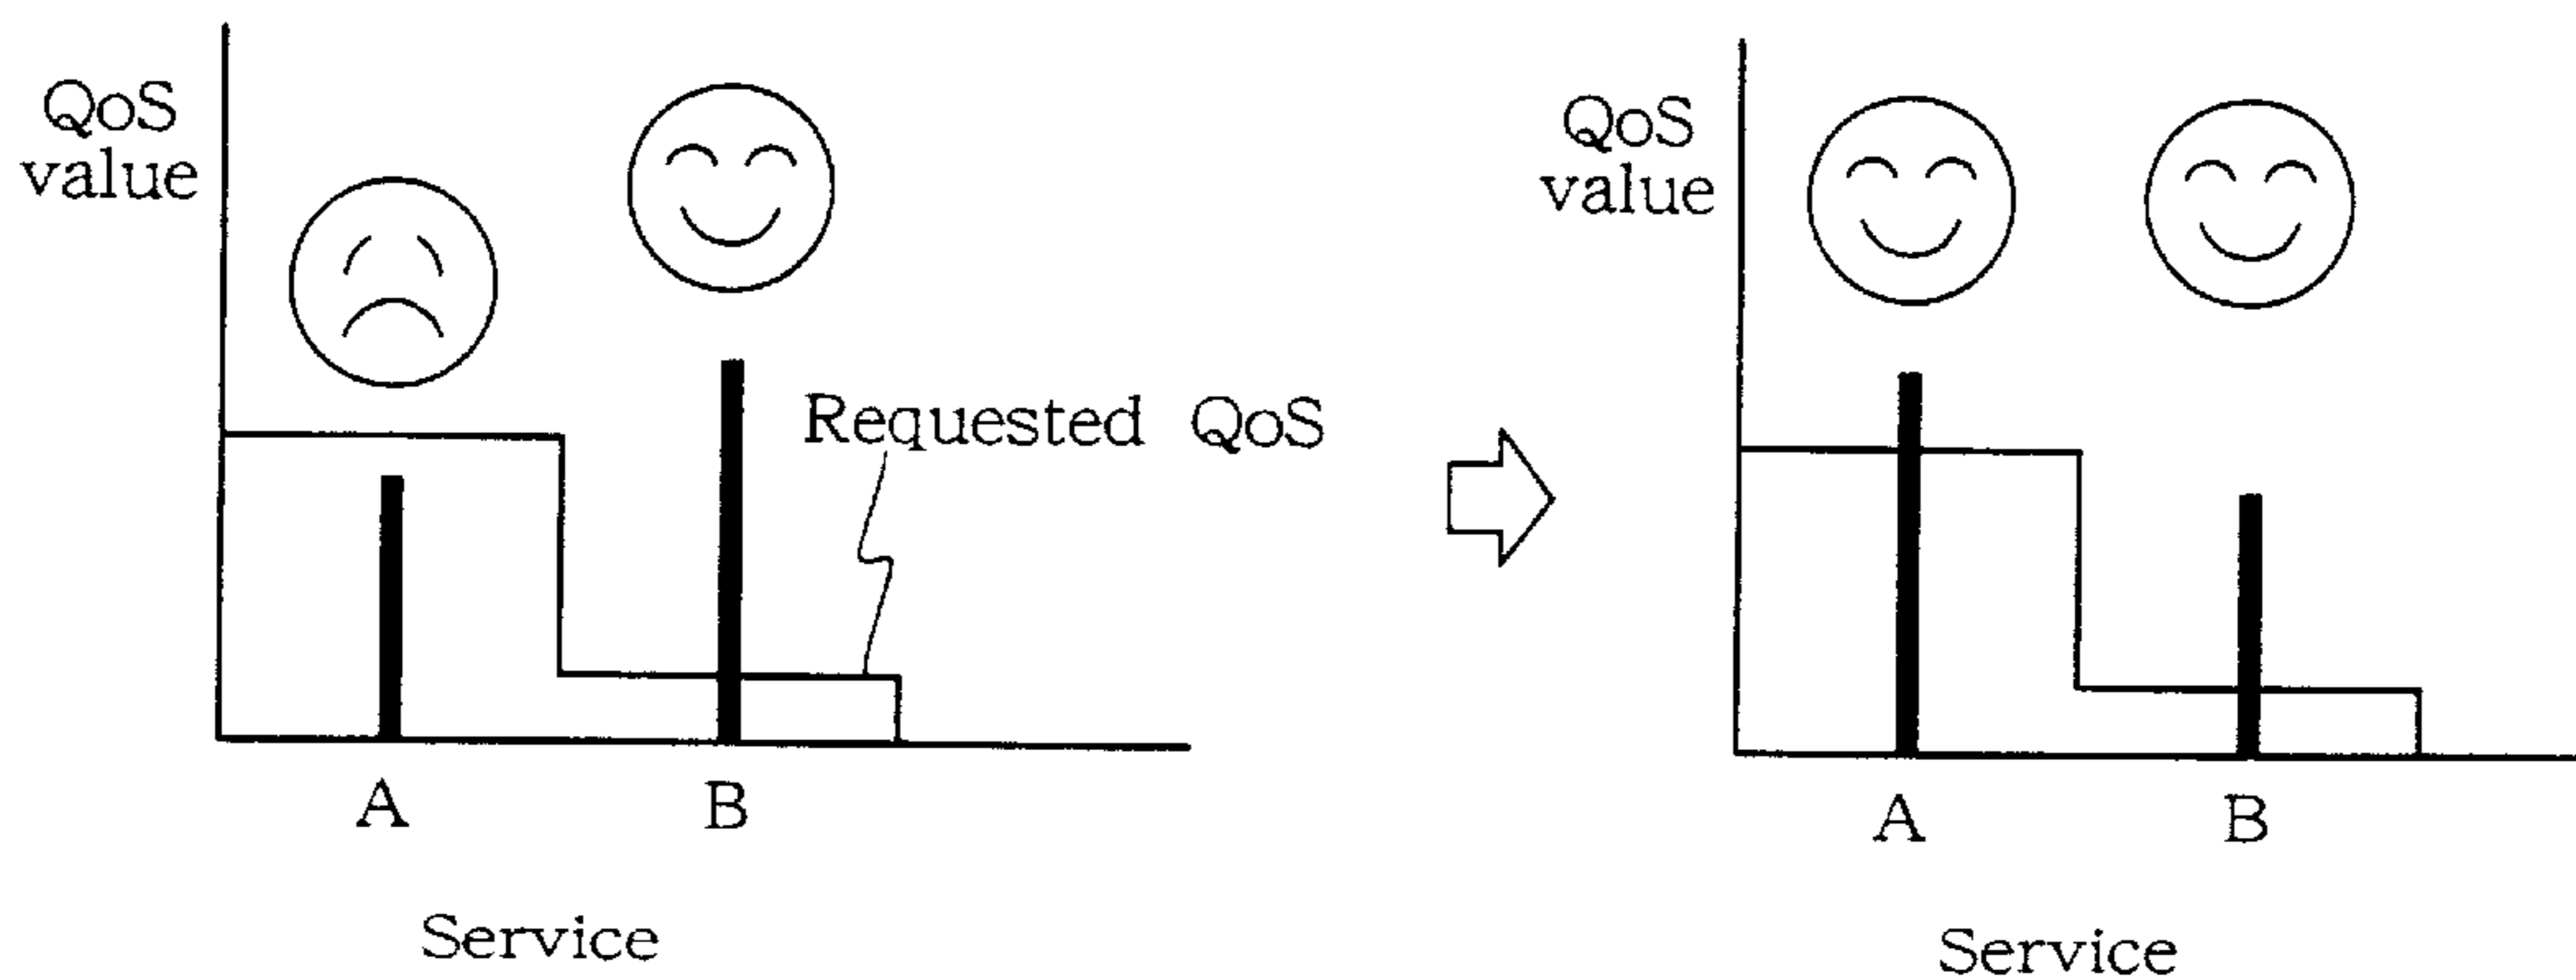 QoS
value
Requested QoS
A B
Service
QoS
value
A B
Service